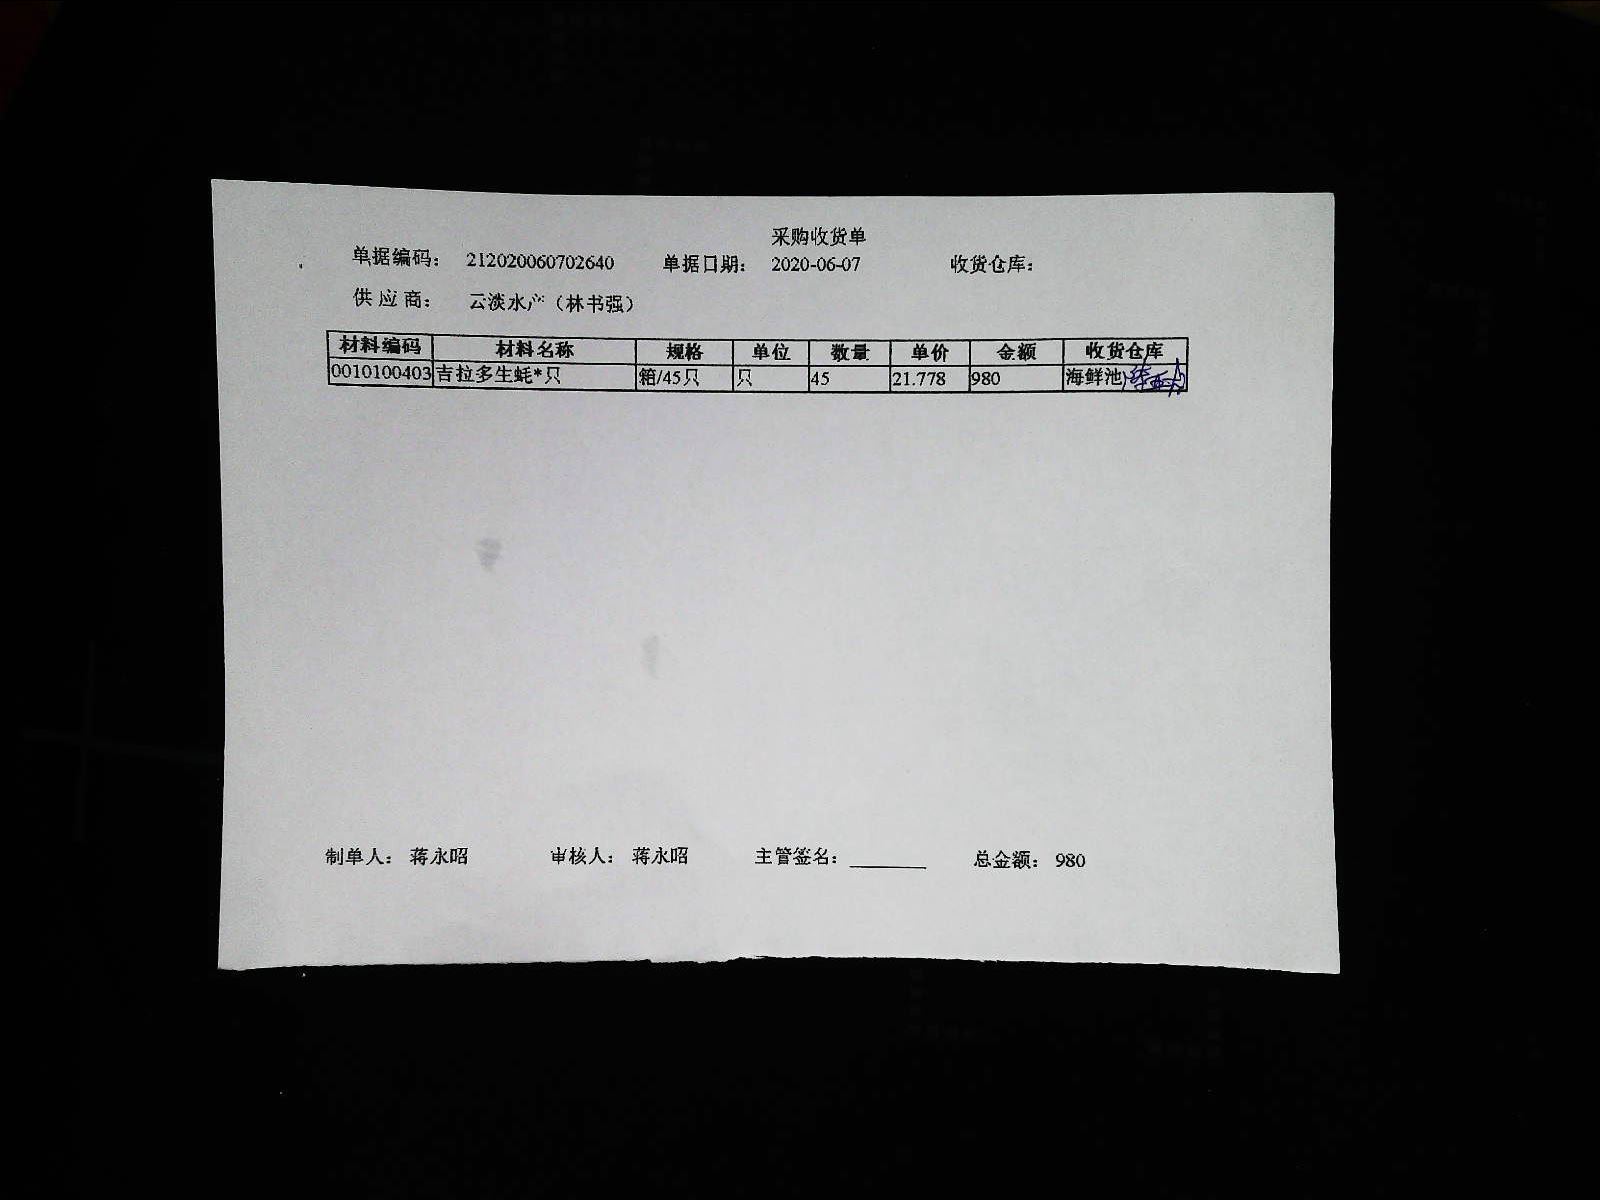 采购收货单
单据编码： 212020060702640 单据日期： 2020-06-07 收货仓库：
供应商： 云淡水产（林书强）
材料编码 材料名称 规格 单位 数量 单价 金额 收货仓库
0010100403 吉拉多生蚝*只 箱/45只 只 45 21.778 980 海鲜池
制单人： 蒋永昭 审核人： 蒋永昭 主管签名： 总金额： 980